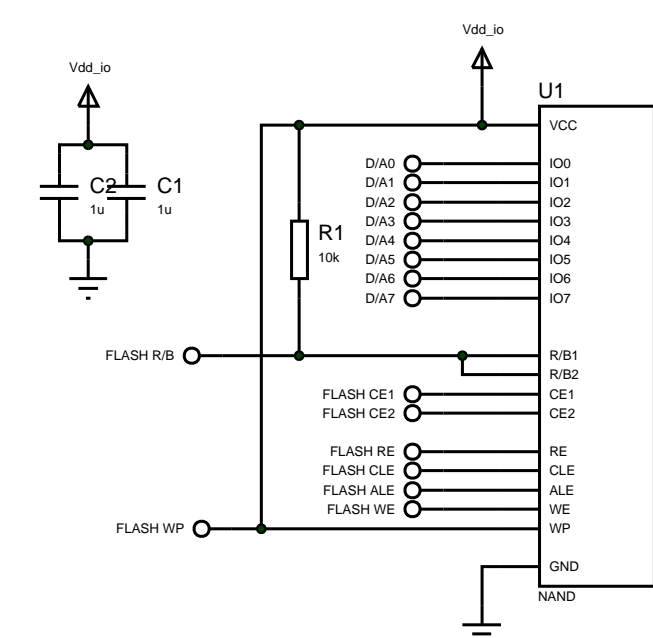 Vdd_io
Vdd_io
U1
C2
1u
C1
1u
VCC
D/A0 IO0
D/A1 IO1
D/A2 IO2
D/A3 IO3
D/A4 IO4
D/A5 IO5
D/A6 IO6
D/A7 IO7
R1
10k
FLASH R/B R/B1
R/B2
FLASH CE1 CE1
FLASH CE2 CE2
FLASH RE RE
FLASH CLE CLE
FLASH ALE ALE
FLASH WE WE
FLASH WP WP
GND
NAND